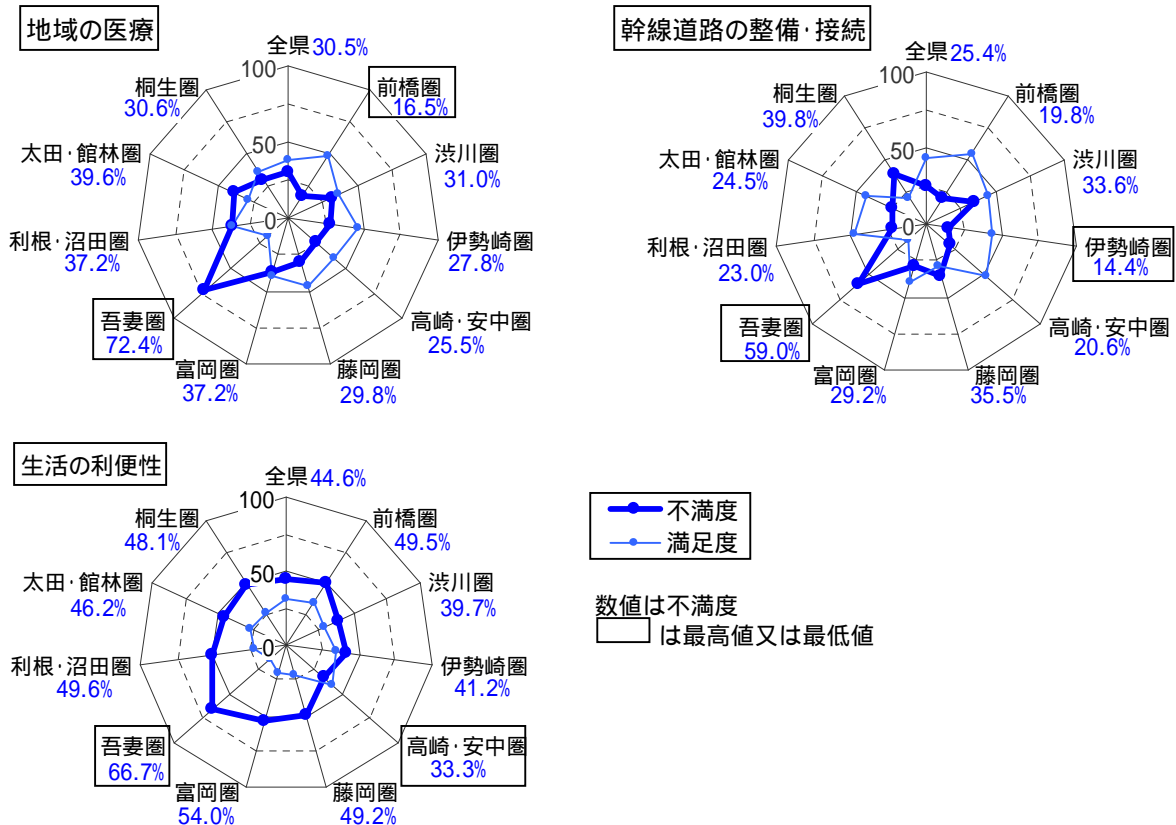 地域の医療
全県30.5%
100
50
0
前橋圏
16.5%
渋川圏
31.0%
伊勢崎圏
27.8%
高崎・安中圏
25.5%
藤岡圏
29.8%
富岡圏
37.2%
吾妻圏
72.4%
利根・沼田圏
37.2%
太田・館林圏
39.6%
桐生圏
30.6%
幹線道路の整備・接続
全県25.4%
100
50
0
前橋圏
19.8%
渋川圏
33.6%
伊勢崎圏
14.4%
高崎・安中圏
20.6%
藤岡圏
35.5%
富岡圏
29.2%
吾妻圏
59.0%
利根・沼田圏
23.0%
太田・館林圏
24.5%
桐生圏
39.8%
生活の利便性
全県44.6%
100
50
0
前橋圏
49.5%
渋川圏
39.7%
伊勢崎圏
41.2%
高崎・安中圏
33.3%
藤岡圏
49.2%
富岡圏
54.0%
吾妻圏
66.7%
利根・沼田圏
49.6%
太田・館林圏
46.2%
桐生圏
48.1%
不満度
満足度
数値は不満度
は最高値又は最低値